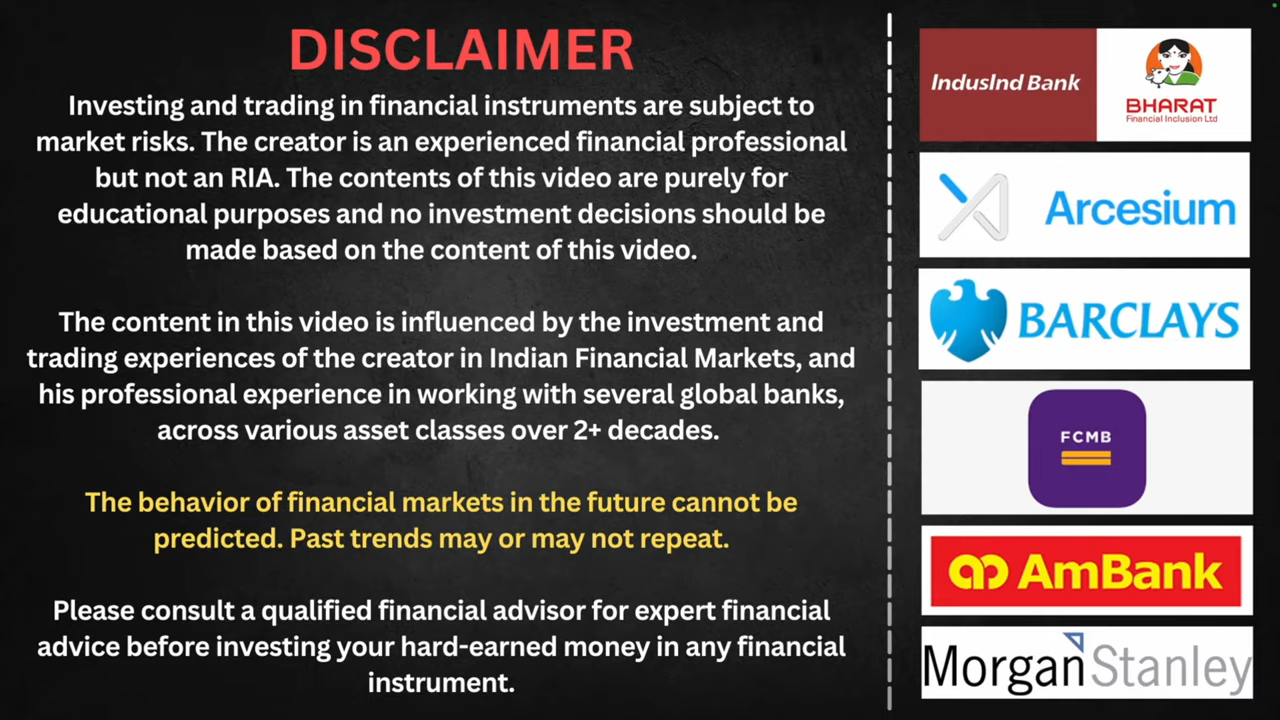 DISCLAIMER
Investing and trading in financial instruments are subject to
market risks. The creator is an experienced financial professional
but not an RIA. The contents of this video are purely for
educational purposes and no investment decisions should be
made based on the content of this video.
The content in this video is influenced by the investment and
trading experiences of the creator in Indian Financial Markets, and
his professional experience in working with several global banks,
across various asset classes over 2+ decades.
The behavior of financial markets in the future cannot be
predicted. Past trends may or may not repeat.
Please consult a qualified financial advisor for expert financial
advice before investing your hard-earned money in any financial
instrument.
IndusInd Bank
BHARAT
Financial Inclusion Ltd
Arcesium
BARCLAYS
FCMB
AmBank
Morgan Stanley